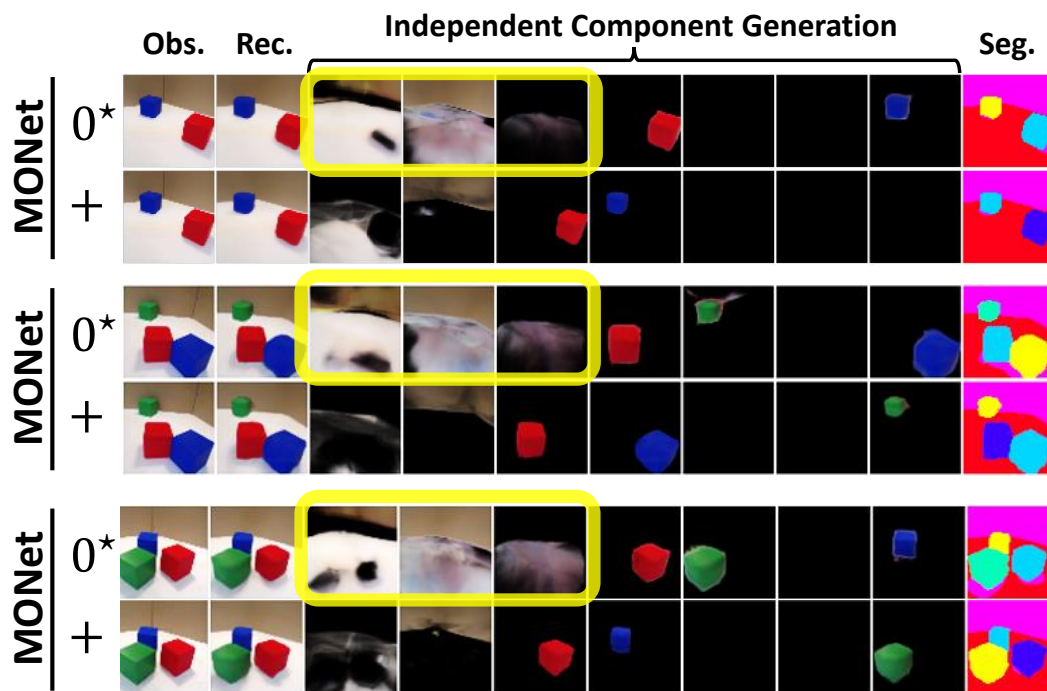 Independent Component Generation
Obs. Rec. Seg.
MONet
0*
+
MONet
0*
+
MONet
0*
+